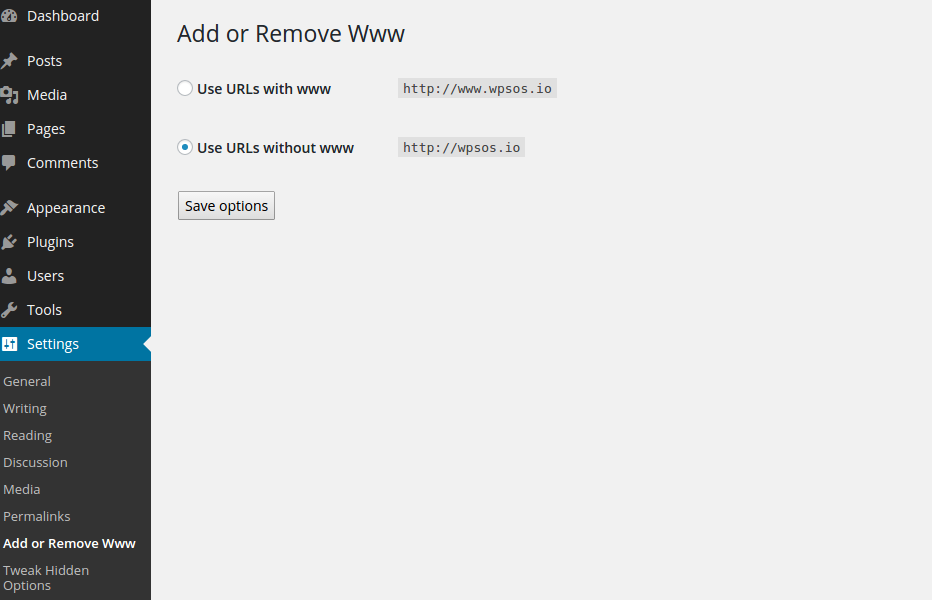 Dashboard
Posts
Media
Pages
Comments
Appearance
Plugins
Users
Tools
Settings
General
Writing
Reading
Discussion
Media
Permalinks
Add or Remove Www
Tweak Hidden
Options
Add or Remove Www
Use URLs with www
http://www.wpsos.io
Use URLs without www
http://wpsos.io
Save options